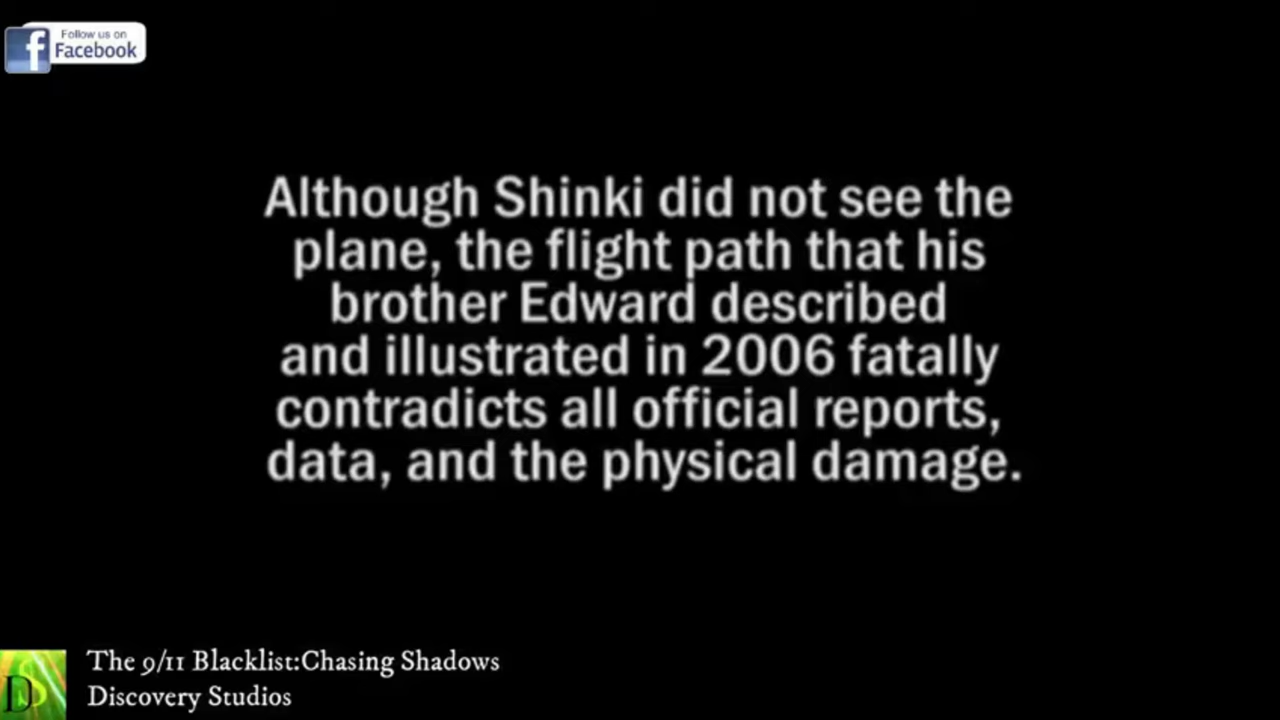 Follow us on
Facebook
Although Shinki did not see the
plane, the flight path that his
brother Edward described
and illustrated in 2006 fatally
contradicts all official reports,
data, and the physical damage.
The 9/11 Blacklist:Chasing Shadows
Discovery Studios
DS